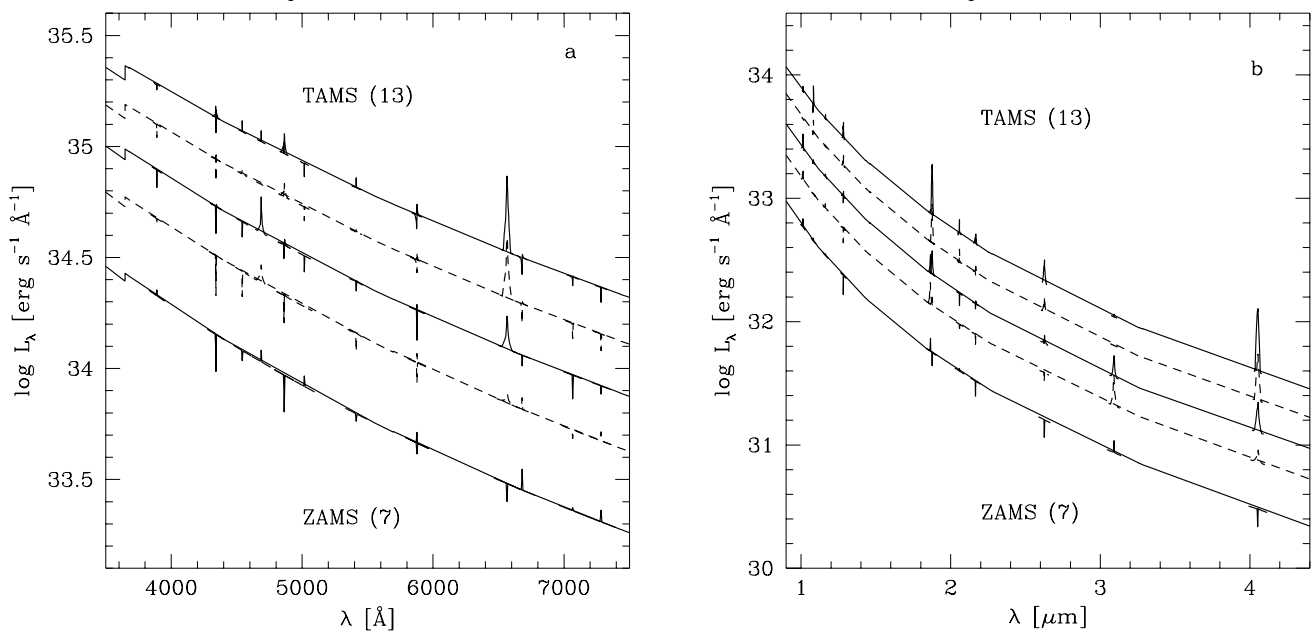 a
TAMS (13)
ZAMS (7)
35.5
35
34.5
34
33.5
log L_λ [erg s⁻¹ Å⁻¹]
4000 5000 6000 7000
λ [Å]
b
TAMS (13)
ZAMS (7)
34
33
32
31
30
log L_λ [erg s⁻¹ Å⁻¹]
1 2 3 4
λ [μm]